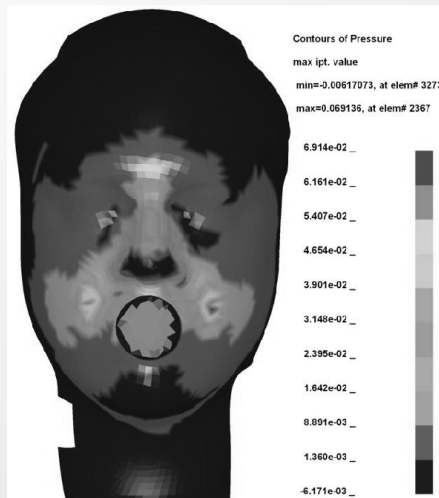 Contours of Pressure
max ipt. value
min=-0.00617073, at elem# 3273
max=0.069136, at elem# 2367
6.914e-02 _
6.161e-02 _
5.407e-02 _
4.654e-02 _
3.901e-02 _
3.148e-02 _
2.395e-02 _
1.642e-02 _
8.891e-03 _
1.360e-03 _
-6.171e-03 _